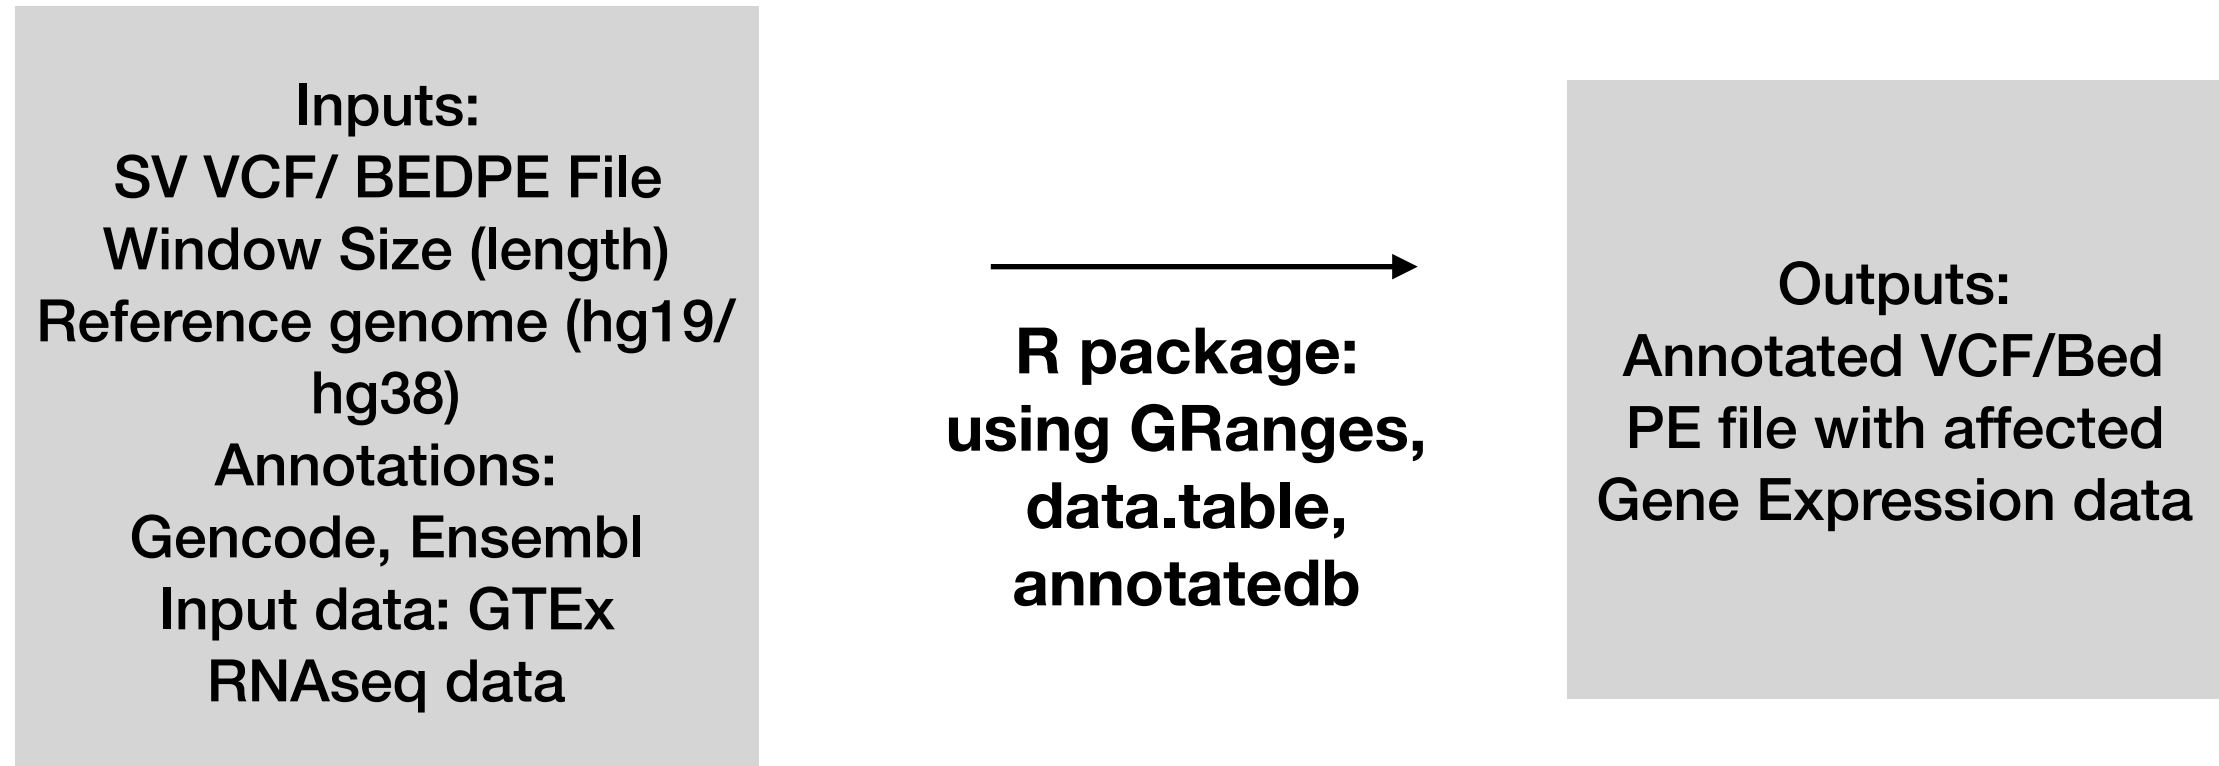 Inputs:
SV VCF/ BEDPE File
Window Size (length)
Reference genome (hg19/
hg38)
Annotations:
Gencode, Ensembl
Input data: GTEx
RNAseq data
R package:
using GRanges,
data.table,
annotatedb
Outputs:
Annotated VCF/Bed
PE file with affected
Gene Expression data